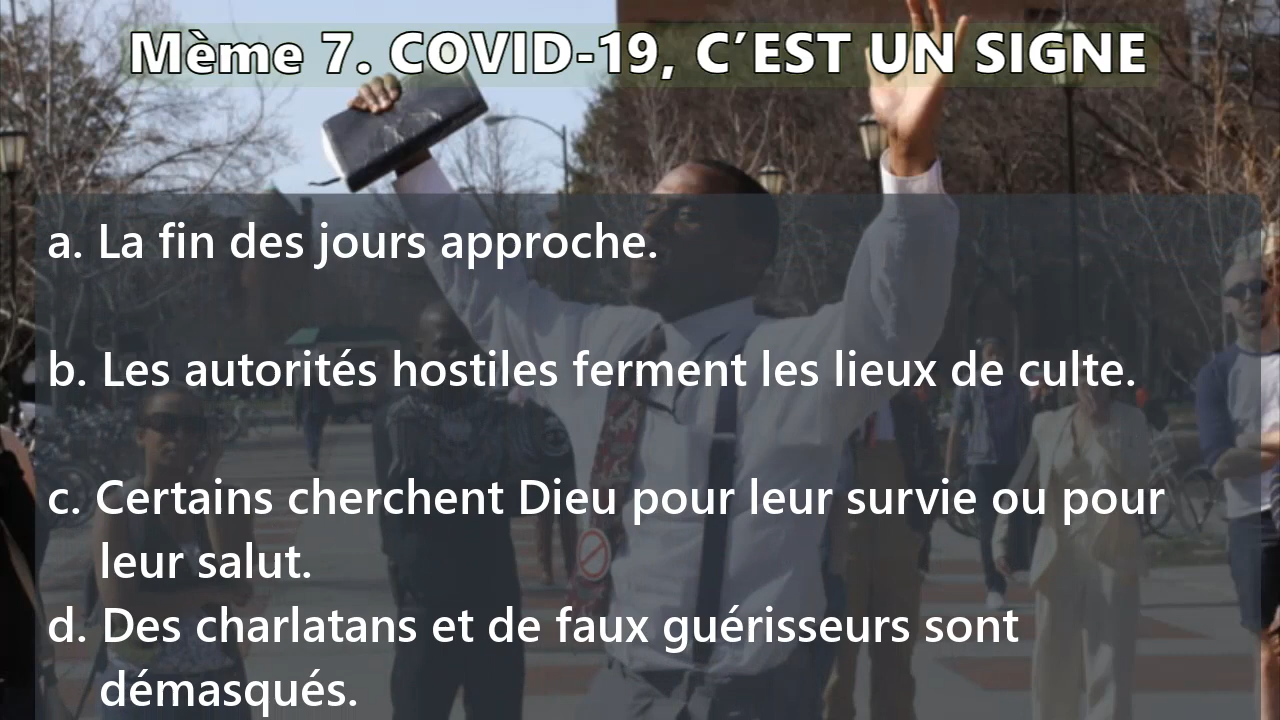 Mème 7. COVID-19, C’EST UN SIGNE
a. La fin des jours approche.
b. Les autorités hostiles ferment les lieux de culte.
c. Certains cherchent Dieu pour leur survie ou pour
leur salut.
d. Des charlatans et de faux guérisseurs sont
démasqués.